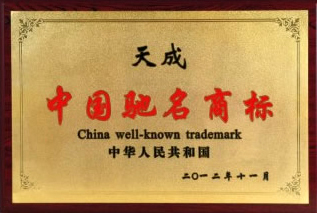 天成
中国驰名商标
China well-known trademark
中华人民共和国
二〇一二年十一月